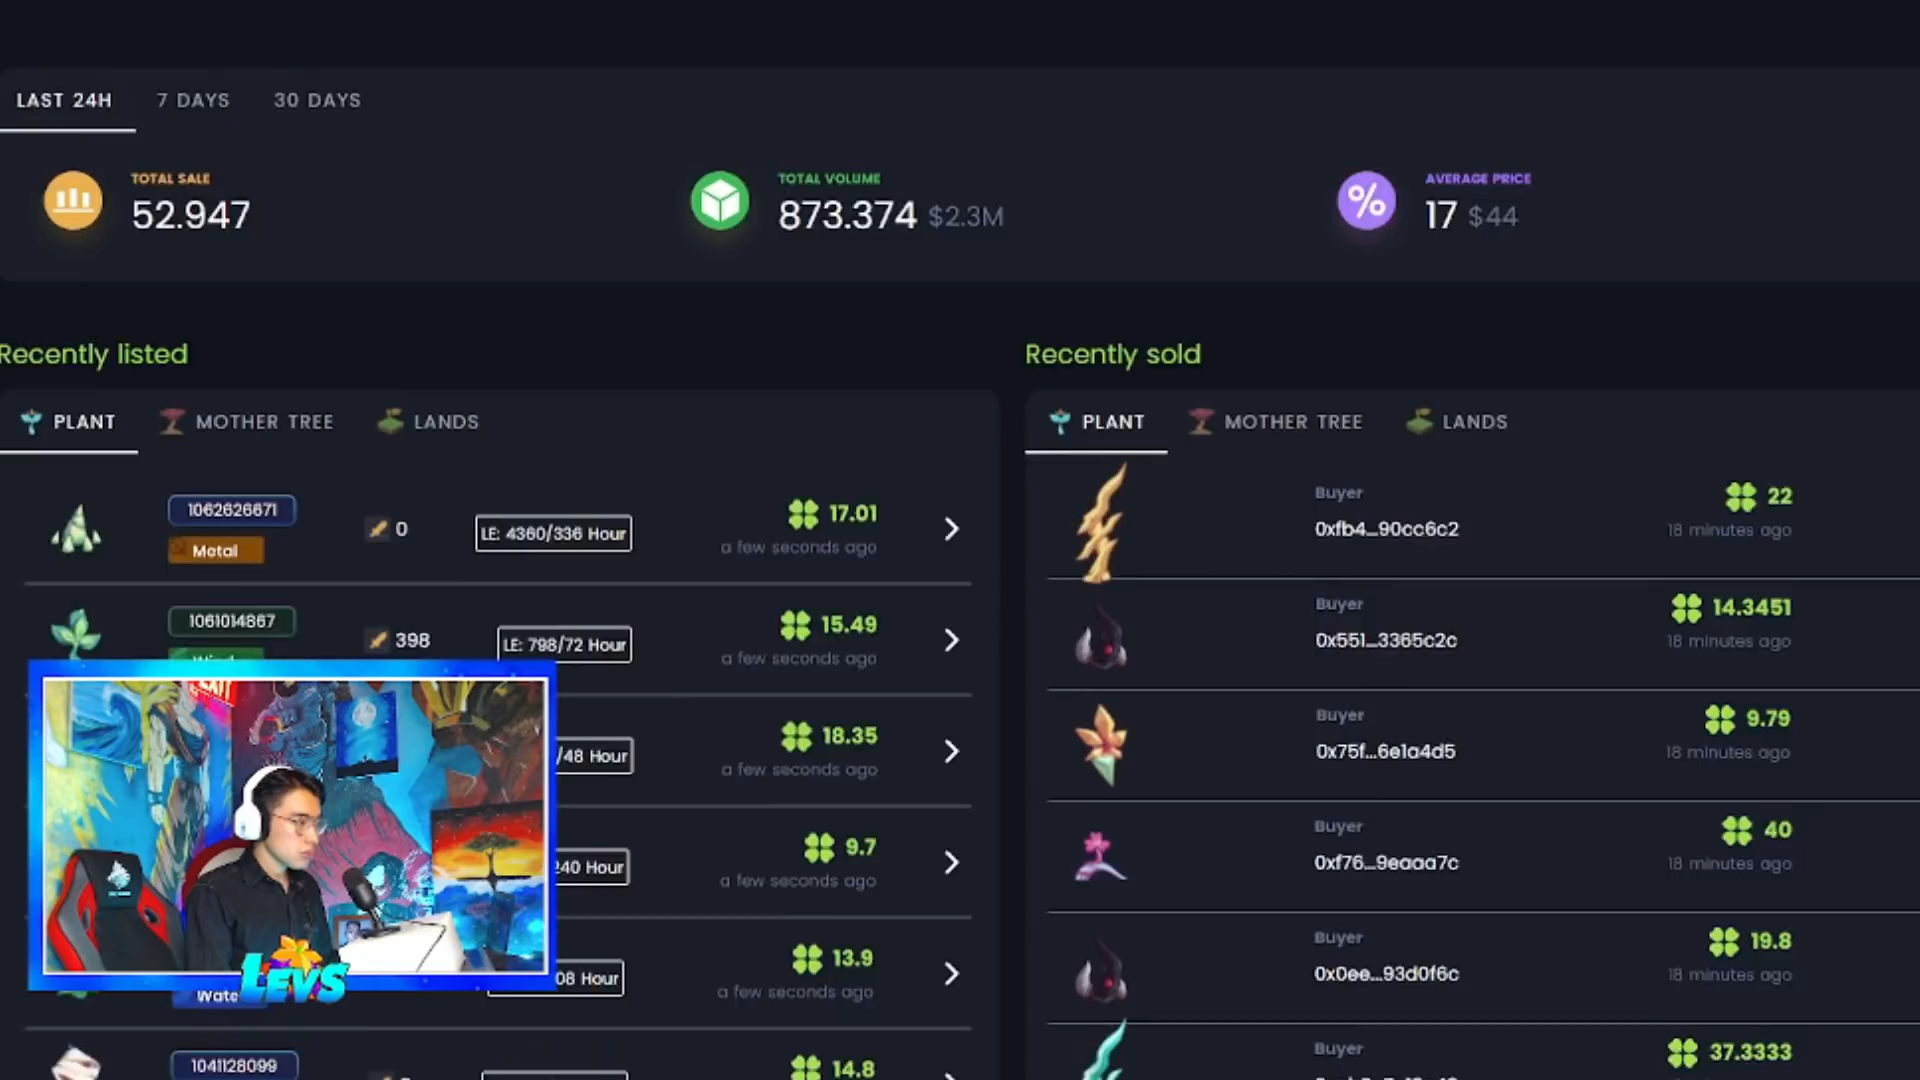 LAST 24H 7 DAYS 30 DAYS
TOTAL SALE
52.947
TOTAL VOLUME
873.374 $2.3M
AVERAGE PRICE
17 $44
Recently listed
PLANT MOTHER TREE LANDS
1062626671
Metal
0
LE: 4360/336 Hour
17.01
a few seconds ago
1061014867
398
LE: 798/72 Hour
15.49
a few seconds ago
/48 Hour
18.35
a few seconds ago
240 Hour
9.7
a few seconds ago
08 Hour
13.9
a few seconds ago
Wate
LEVS
1041128099
14.8
Recently sold
PLANT MOTHER TREE LANDS
Buyer
0xfb4...90cc6c2
22
18 minutes ago
Buyer
0x551...3365c2c
14.3451
18 minutes ago
Buyer
0x75f...6e1a4d5
9.79
18 minutes ago
Buyer
0xf76...9eaaa7c
40
18 minutes ago
Buyer
0x0ee...93d0f6c
19.8
18 minutes ago
Buyer
37.3333